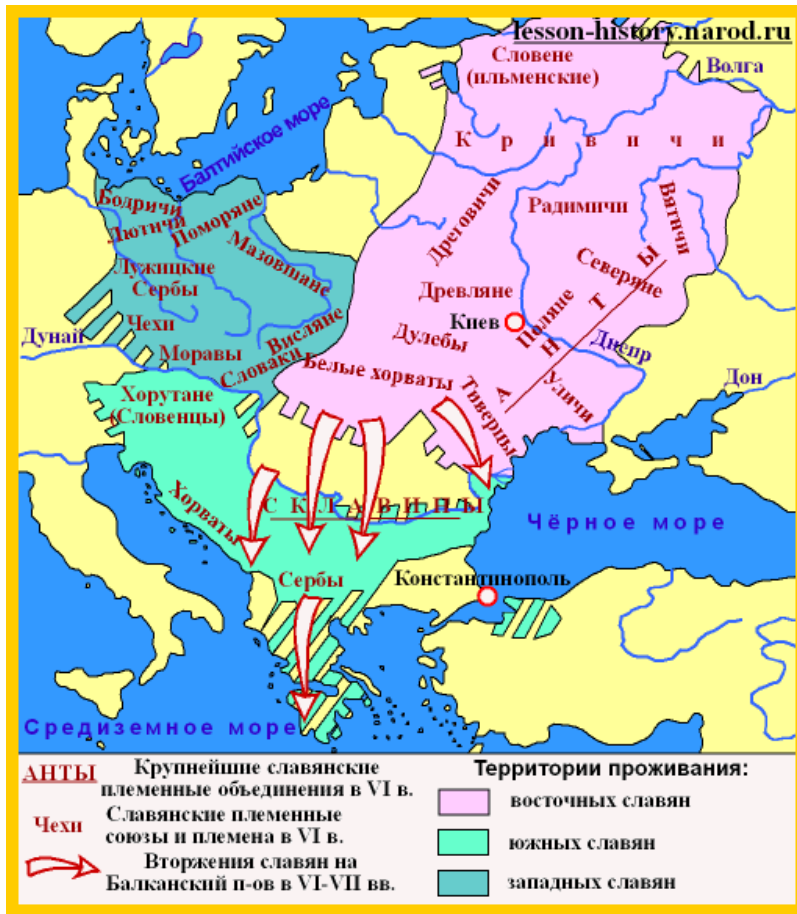 lesson-history.narod.ru
Словене
(ильменские)
Волга
Балтийское море
Кривичи
Бодричи
Лютичи
Поморяне
Мазовшане
Дреговичи
Радимичи
Вятичи
Лужицкие
Сербы
Северяне
АНТЫ
Древляне
Чехи
Киев
Поляне
Дунай
Висляне
Дулебы
Днепр
Моравы
Словаки
Белые хорваты
Дон
Хорутане
(Словенцы)
Тиверцы
Уличи
Хорваты
СКЛАВИПЫ
Чёрное море
Сербы
Константинополь
Средиземное море
АНТЫ
Крупнейшие славянские
племенные объединения в VI в.
Чехи
Славянские племенные
союзы и племена в VI в.
Вторжения славян на
Балканский п-ов в VI-VII вв.
Территории проживания:
восточных славян
южных славян
западных славян